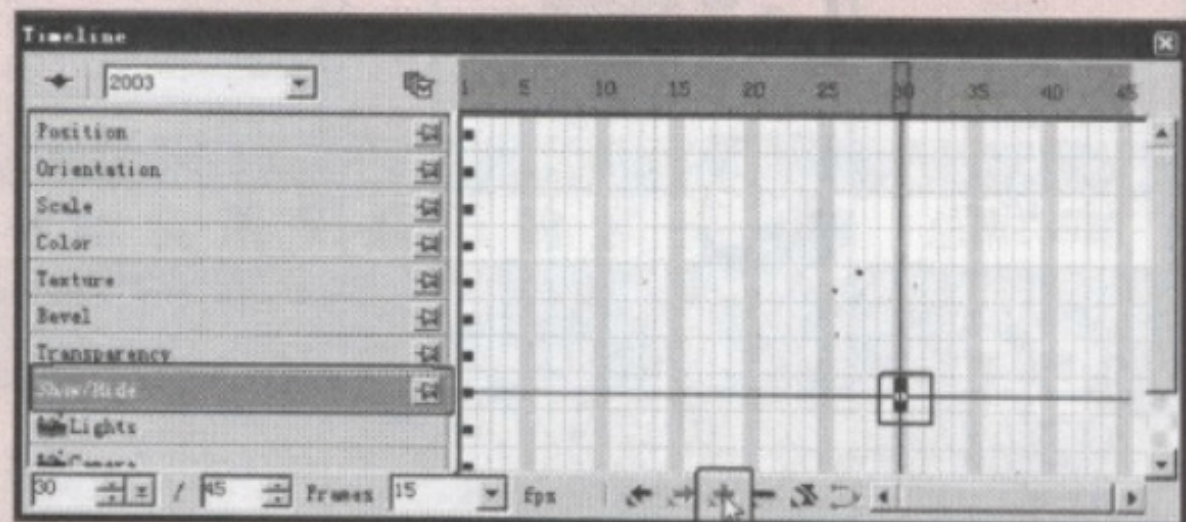 Timeline
2003
1 5 10 15 20 25 30 35 40 45
Position
Orientation
Scale
Color
Texture
Bevel
Transparency
Show/Hide
Lights
Camera
30 / 45 Frames 15 fps